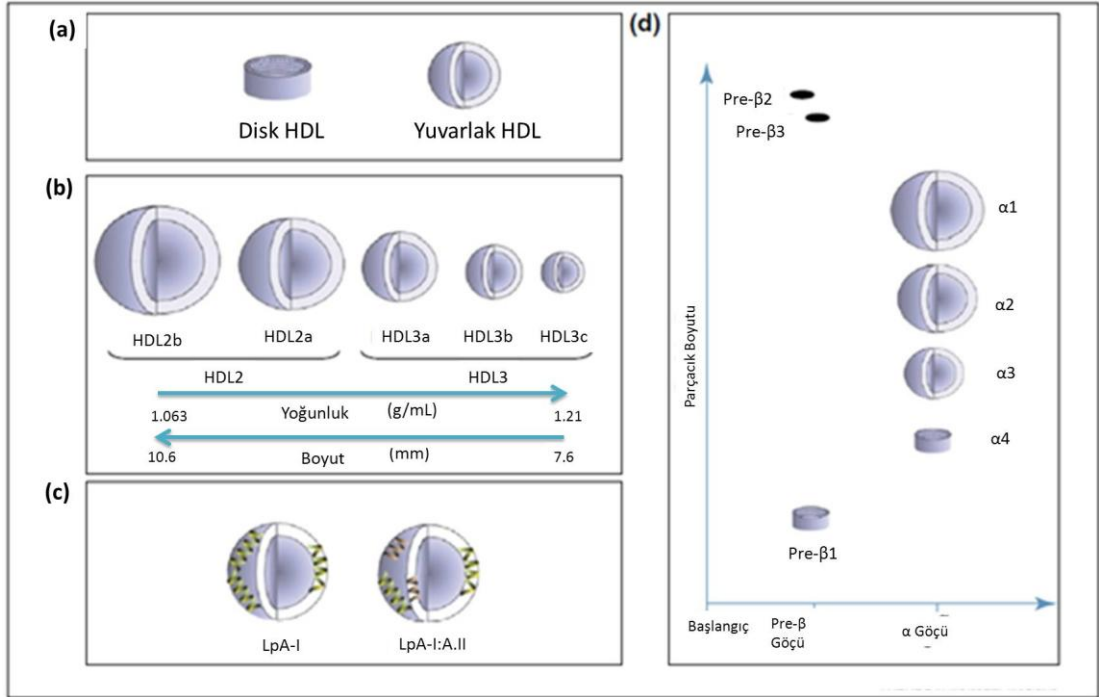 (a)
Disk HDL
Yuvarlak HDL
(b)
HDL2b
HDL2a
HDL3a
HDL3b
HDL3c
HDL2
HDL3
Yoğunluk
(g/mL)
1.063
1.21
(mm)
10.6
Boyut
7.6
(c)
LpA-I
LpA-I:A.II
(d)
Pre-β2
Pre-β3
α1
α2
α3
α4
Pre-β1
Parçacık Boyutu
Başlangıç
Pre-β
Göçü
α Göçü